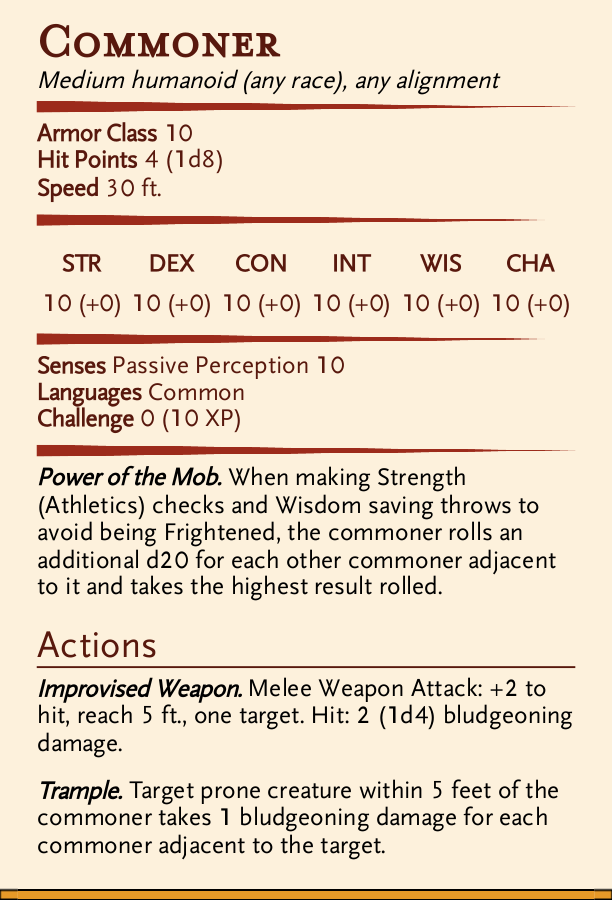 Commoner
Medium humanoid (any race), any alignment
Armor Class 10
Hit Points 4 (1d8)
Speed 30 ft.
STR DEX CON INT WIS CHA
10 (+0) 10 (+0) 10 (+0) 10 (+0) 10 (+0) 10 (+0)
Senses Passive Perception 10
Languages Common
Challenge 0 (10 XP)
Power of the Mob. When making Strength
(Athletics) checks and Wisdom saving throws to
avoid being Frightened, the commoner rolls an
additional d20 for each other commoner adjacent
to it and takes the highest result rolled.
Actions
Improvised Weapon. Melee Weapon Attack: +2 to
hit, reach 5 ft., one target. Hit: 2 (1d4) bludgeoning
damage.
Trample. Target prone creature within 5 feet of the
commoner takes 1 bludgeoning damage for each
commoner adjacent to the target.